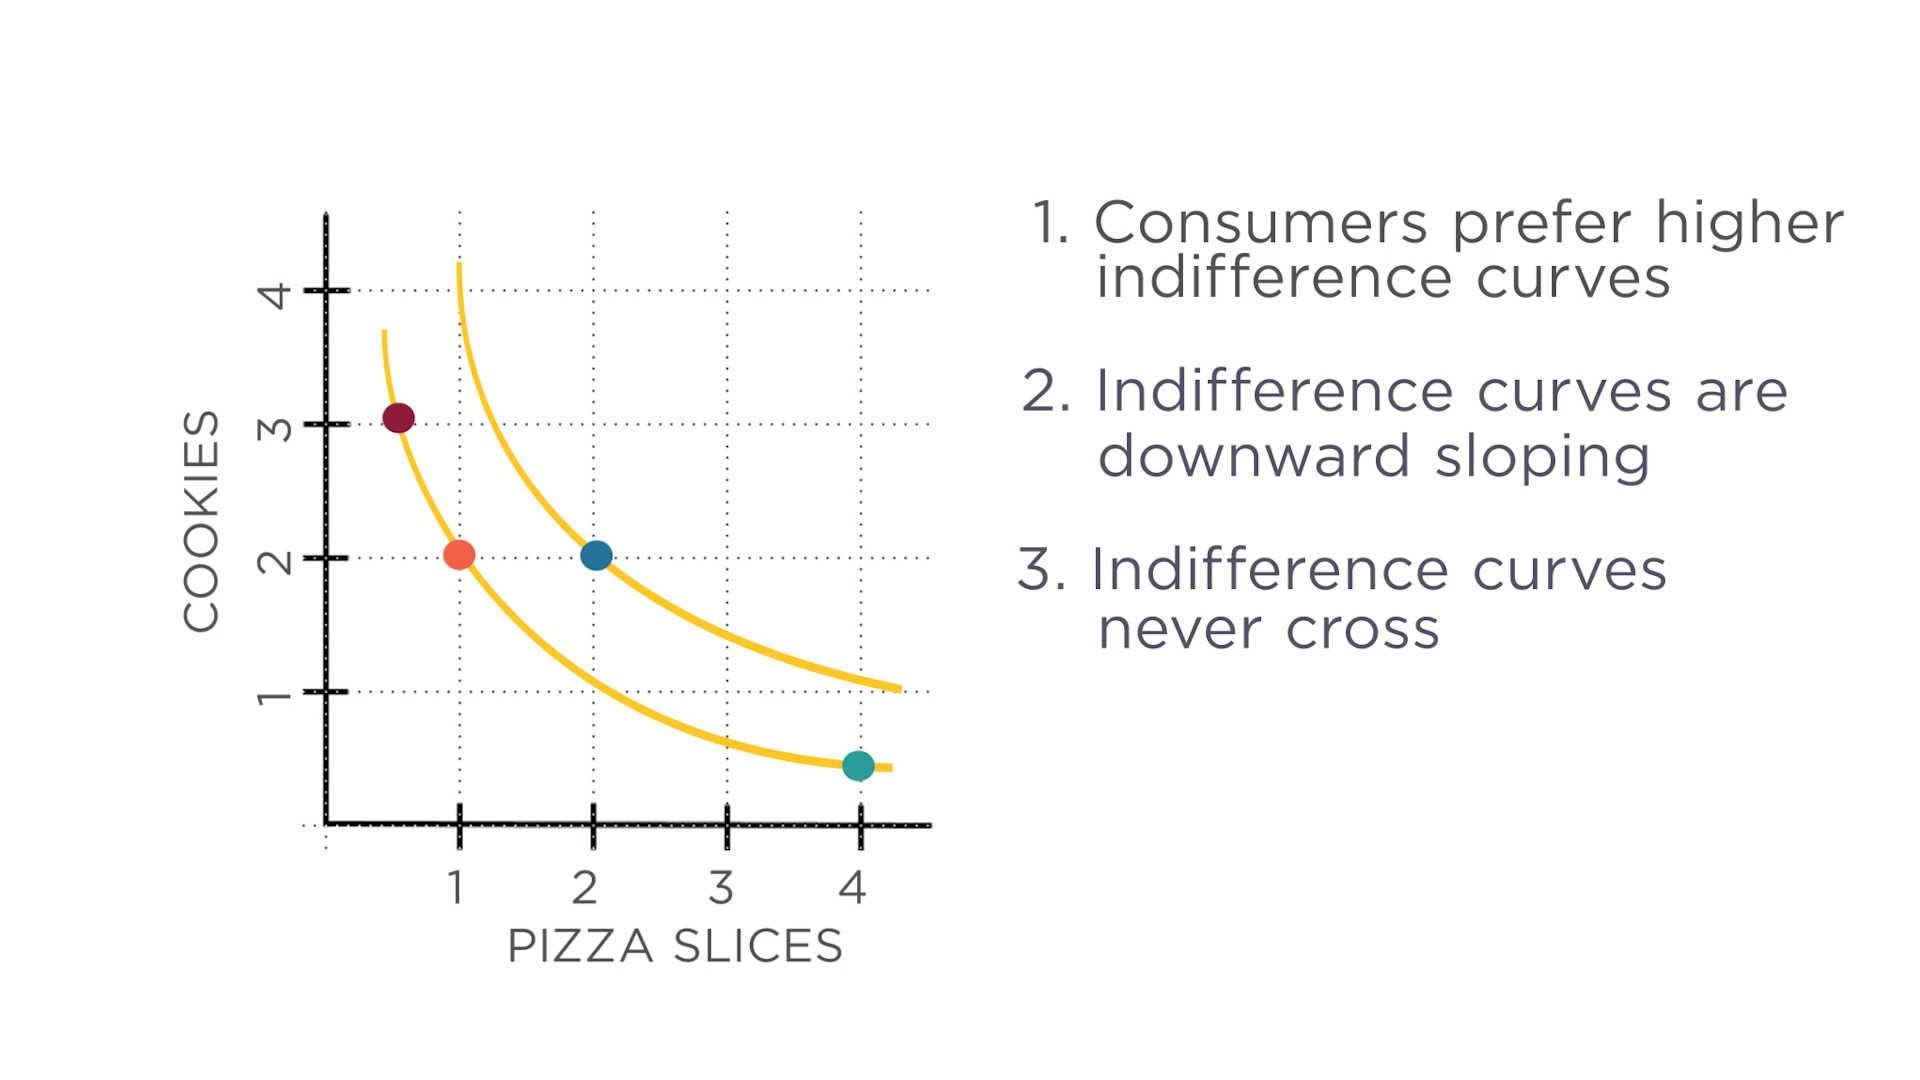 4
3
2
1
COOKIES
1 2 3 4
PIZZA SLICES
1. Consumers prefer higher
indifference curves
2. Indifference curves are
downward sloping
3. Indifference curves
never cross